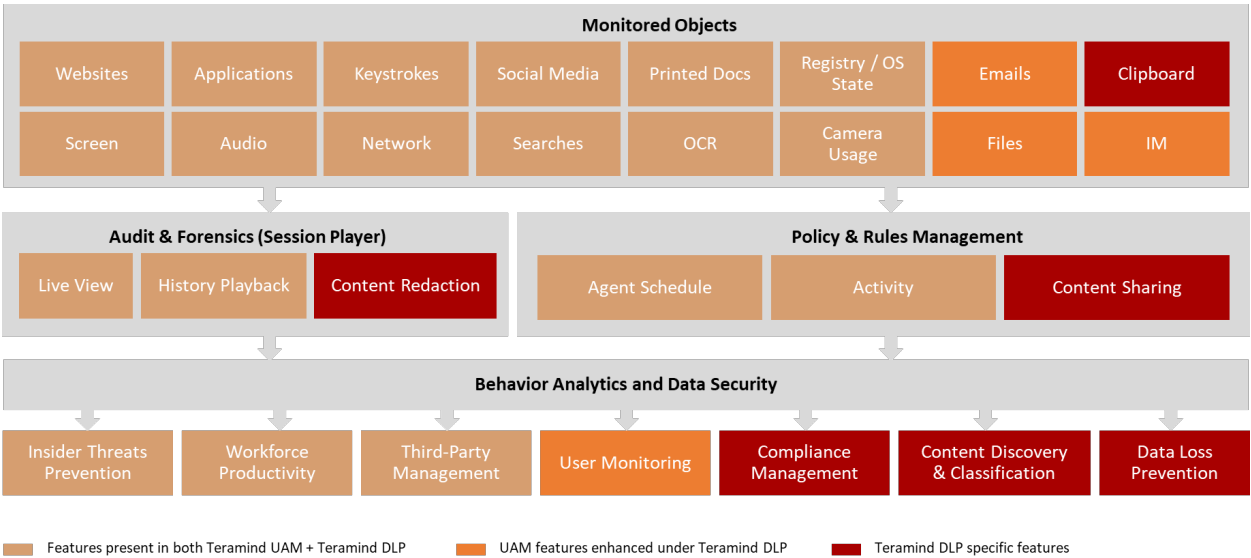 Monitored Objects
Websites
Applications
Keystrokes
Social Media
Printed Docs
Registry / OS
State
Emails
Clipboard
Screen
Audio
Network
Searches
OCR
Camera
Usage
Files
IM
Audit & Forensics (Session Player)
Live View
History Playback
Content Redaction
Policy & Rules Management
Agent Schedule
Activity
Content Sharing
Behavior Analytics and Data Security
Insider Threats
Prevention
Workforce
Productivity
Third-Party
Management
User Monitoring
Compliance
Management
Content Discovery
& Classification
Data Loss
Prevention
Features present in both Teramind UAM + Teramind DLP
UAM features enhanced under Teramind DLP
Teramind DLP specific features